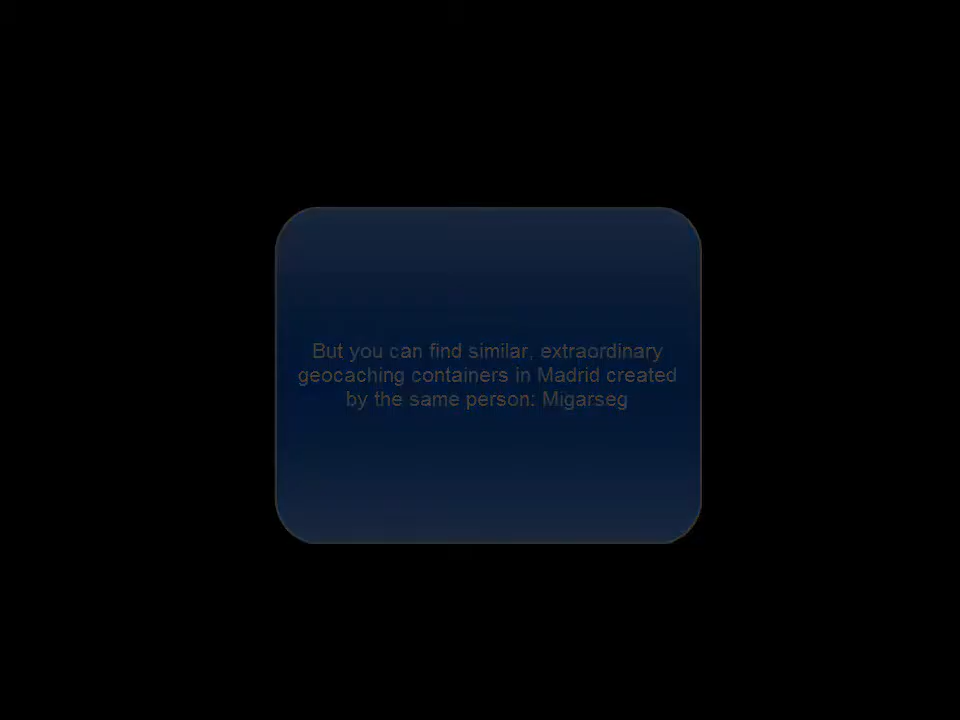 But you can find similar, extraordinary
geocaching containers in Madrid created
by the same person: Migarseg